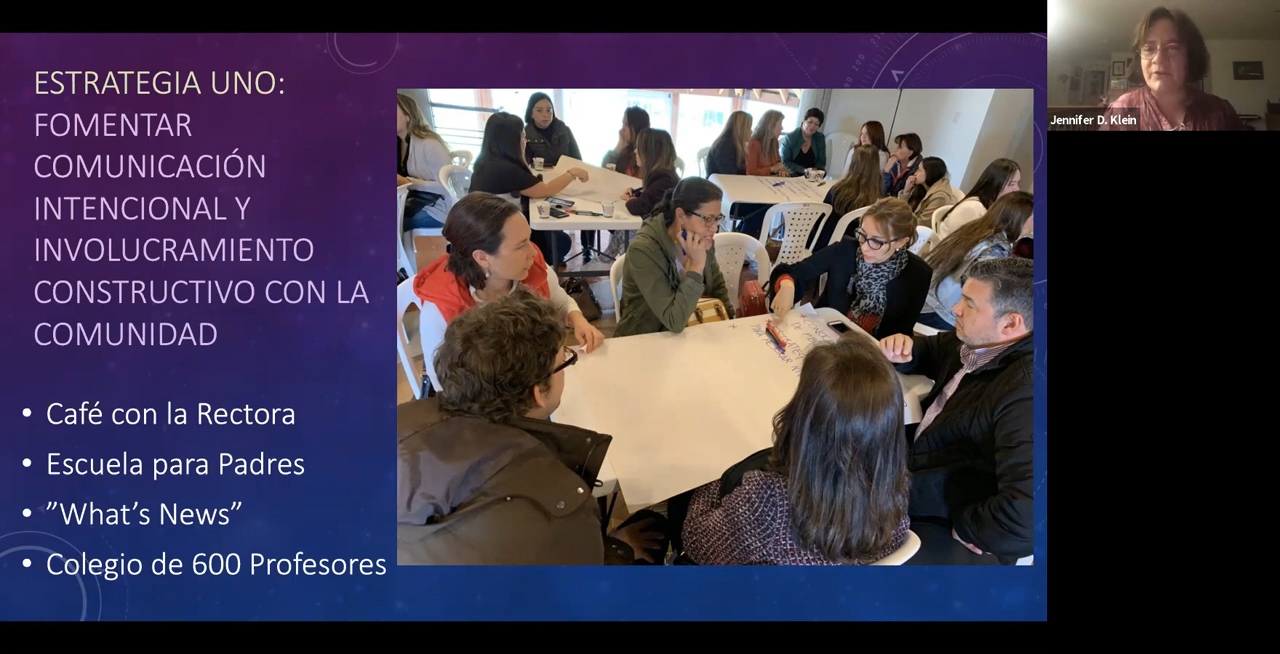 ESTRATEGIA UNO:
FOMENTAR
COMUNICACIÓN
INTENCIONAL Y
INVOLUCRAMIENTO
CONSTRUCTIVO CON LA
COMUNIDAD
• Café con la Rectora
• Escuela para Padres
• ”What’s News”
• Colegio de 600 Profesores
Jennifer D. Klein